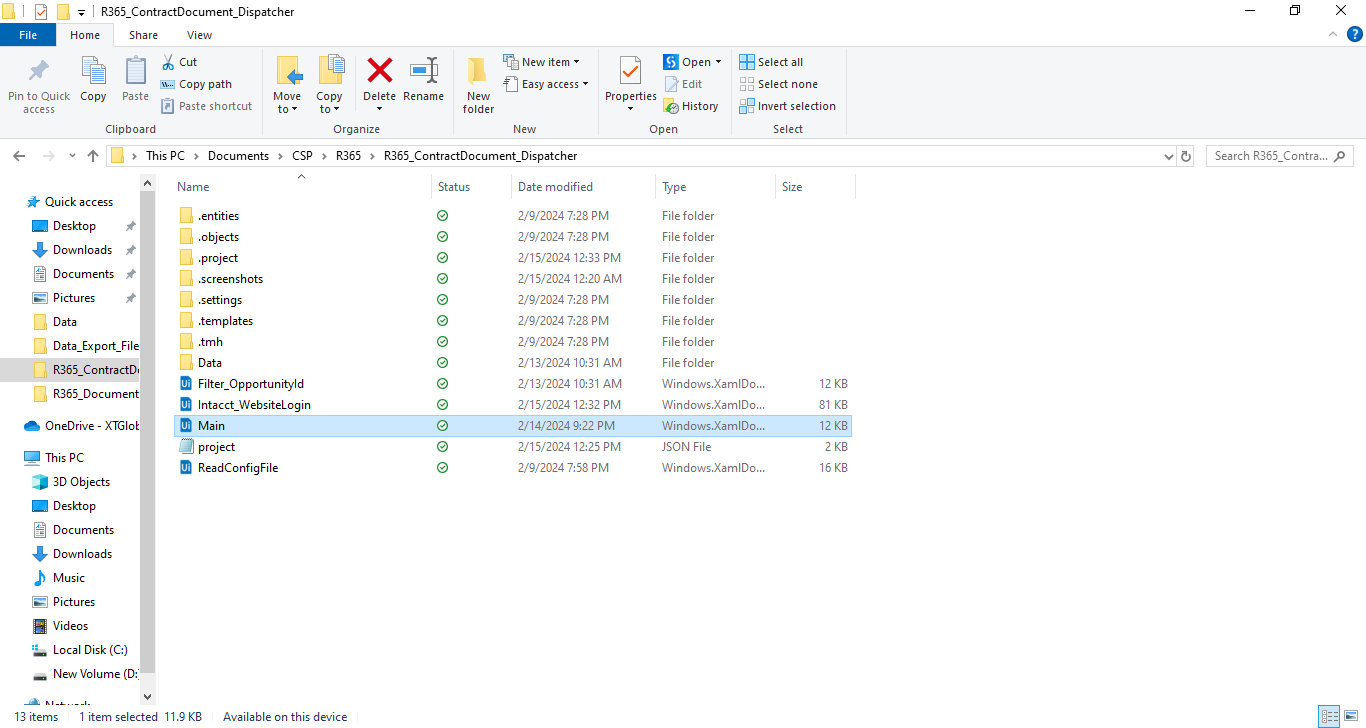 R365_ContractDocument_Dispatcher
File Home Share View
Pin to Quick access
Copy
Paste
Cut
Copy path
Paste shortcut
Clipboard
Move to
Copy to
Delete
Rename
Organize
New folder
New item
Easy access
New
Properties
Open
Edit
History
Open
Select all
Select none
Invert selection
Select
This PC > Documents > CSP > R365 > R365_ContractDocument_Dispatcher
Search R365_Contra...
Name Status Date modified Type Size
.entities 2/9/2024 7:28 PM File folder
.objects 2/9/2024 7:28 PM File folder
.project 2/15/2024 12:33 PM File folder
.screenshots 2/15/2024 12:20 AM File folder
.settings 2/9/2024 7:28 PM File folder
.templates 2/9/2024 7:28 PM File folder
.tmh 2/9/2024 7:28 PM File folder
Data 2/13/2024 10:31 AM File folder
Ui Filter_OpportunityId 2/13/2024 10:31 AM Windows.XamlDo... 12 KB
Ui Intacct_WebsiteLogin 2/15/2024 12:32 PM Windows.XamlDo... 81 KB
Ui Main 2/14/2024 9:22 PM Windows.XamlDo... 12 KB
project 2/15/2024 12:25 PM JSON File 2 KB
Ui ReadConfigFile 2/9/2024 7:58 PM Windows.XamlDo... 16 KB
Quick access
Desktop
Downloads
Documents
Pictures
Data
Data_Export_File
R365_ContractDo
R365_Document
OneDrive - XTGlob
This PC
3D Objects
Desktop
Documents
Downloads
Music
Pictures
Videos
Local Disk (C:)
New Volume (D:
Network
13 items 1 item selected 11.9 KB Available on this device